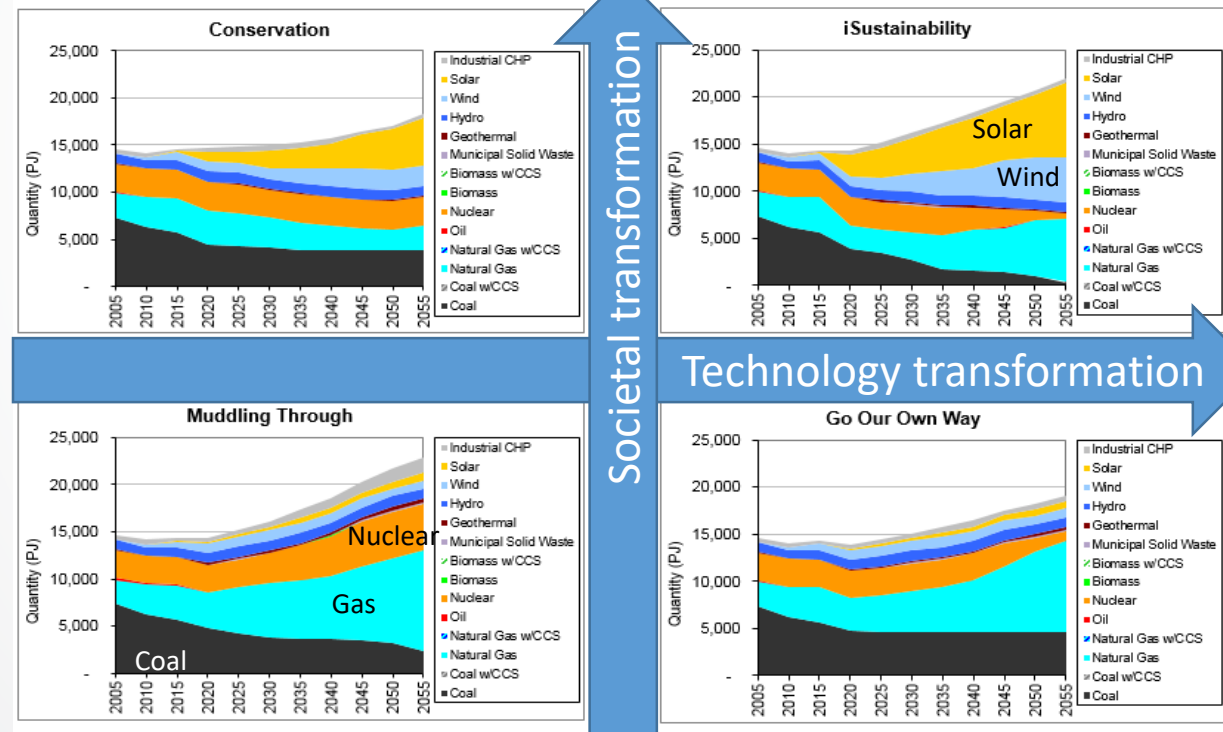 Conservation
25,000
20,000
15,000
10,000
5,000
-
Quantity (PJ)
2005
2010
2015
2020
2025
2030
2035
2040
2045
2050
2055
Industrial CHP
Solar
Wind
Hydro
Geothermal
Municipal Solid Waste
Biomass w/CCS
Biomass
Nuclear
Oil
Natural Gas w/CCS
Natural Gas
Coal w/CCS
Coal
Societal transformation
iSustainability
25,000
20,000
15,000
10,000
5,000
-
Quantity (PJ)
Solar
Wind
2005
2010
2015
2020
2025
2030
2035
2040
2045
2050
2055
Industrial CHP
Solar
Wind
Hydro
Geothermal
Municipal Solid Waste
Biomass w/CCS
Biomass
Nuclear
Oil
Natural Gas w/CCS
Natural Gas
Coal w/CCS
Coal
Technology transformation
Muddling Through
25,000
20,000
15,000
10,000
5,000
-
Quantity (PJ)
Nuclear
Gas
Coal
2005
2010
2015
2020
2025
2030
2035
2040
2045
2050
2055
Industrial CHP
Solar
Wind
Hydro
Geothermal
Municipal Solid Waste
Biomass w/CCS
Biomass
Nuclear
Oil
Natural Gas w/CCS
Natural Gas
Coal w/CCS
Coal
Go Our Own Way
25,000
20,000
15,000
10,000
5,000
-
Quantity (PJ)
2005
2010
2015
2020
2025
2030
2035
2040
2045
2050
2055
Industrial CHP
Solar
Wind
Hydro
Geothermal
Municipal Solid Waste
Biomass w/CCS
Biomass
Nuclear
Oil
Natural Gas w/CCS
Natural Gas
Coal w/CCS
Coal